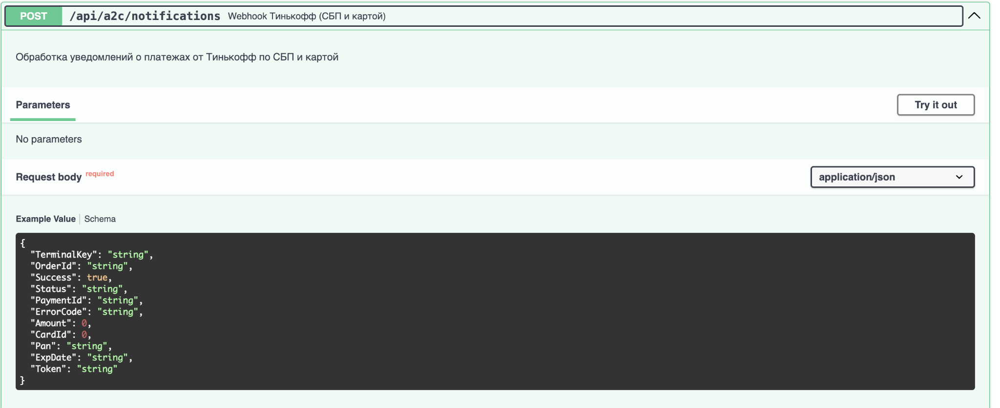 POST /api/a2c/notifications Webhook Тинькофф (СБП и картой)
Обработка уведомлений о платежах от Тинькофф по СБП и картой
Parameters Try it out
No parameters
Request body required application/json
Example Value Schema
{
  "TerminalKey": "string",
  "OrderId": "string",
  "Success": true,
  "Status": "string",
  "PaymentId": "string",
  "ErrorCode": "string",
  "Amount": 0,
  "CardId": 0,
  "Pan": "string",
  "ExpDate": "string",
  "Token": "string"
}